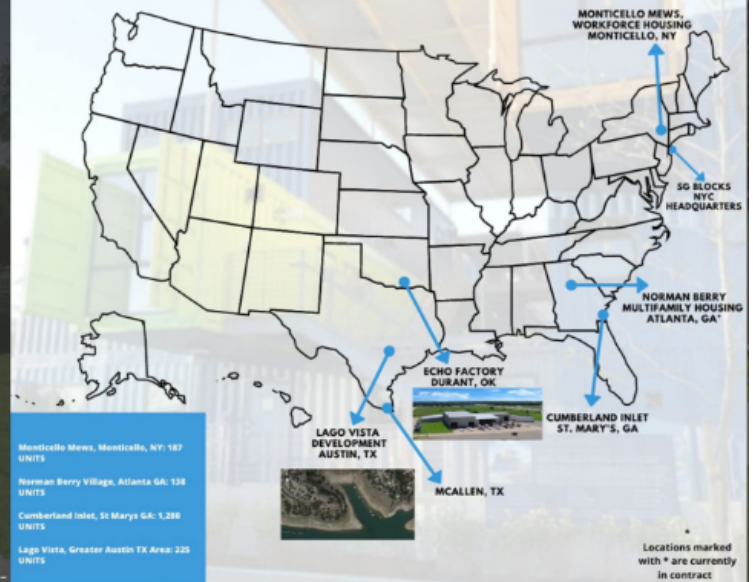 MONTICELLO MEWS,
WORKFORCE HOUSING
MONTICELLO, NY
SG BLOCKS
NYC
HEADQUARTERS
NORMAN BERRY
MULTIFAMILY HOUSING
ATLANTA, GA*
ECHO FACTORY
DURANT, OK
CUMBERLAND INLET
ST. MARY'S, GA
LAGO VISTA
DEVELOPMENT
AUSTIN, TX
MCALLEN, TX
Monticello Mews, Monticello, NY: 187
UNITS
Norman Berry Village, Atlanta GA: 138
UNITS
Cumberland Inlet, St Marys GA: 1,280
UNITS
Lago Vista, Greater Austin TX Area: 225
UNITS
*
Locations marked
with * are currently
in contract